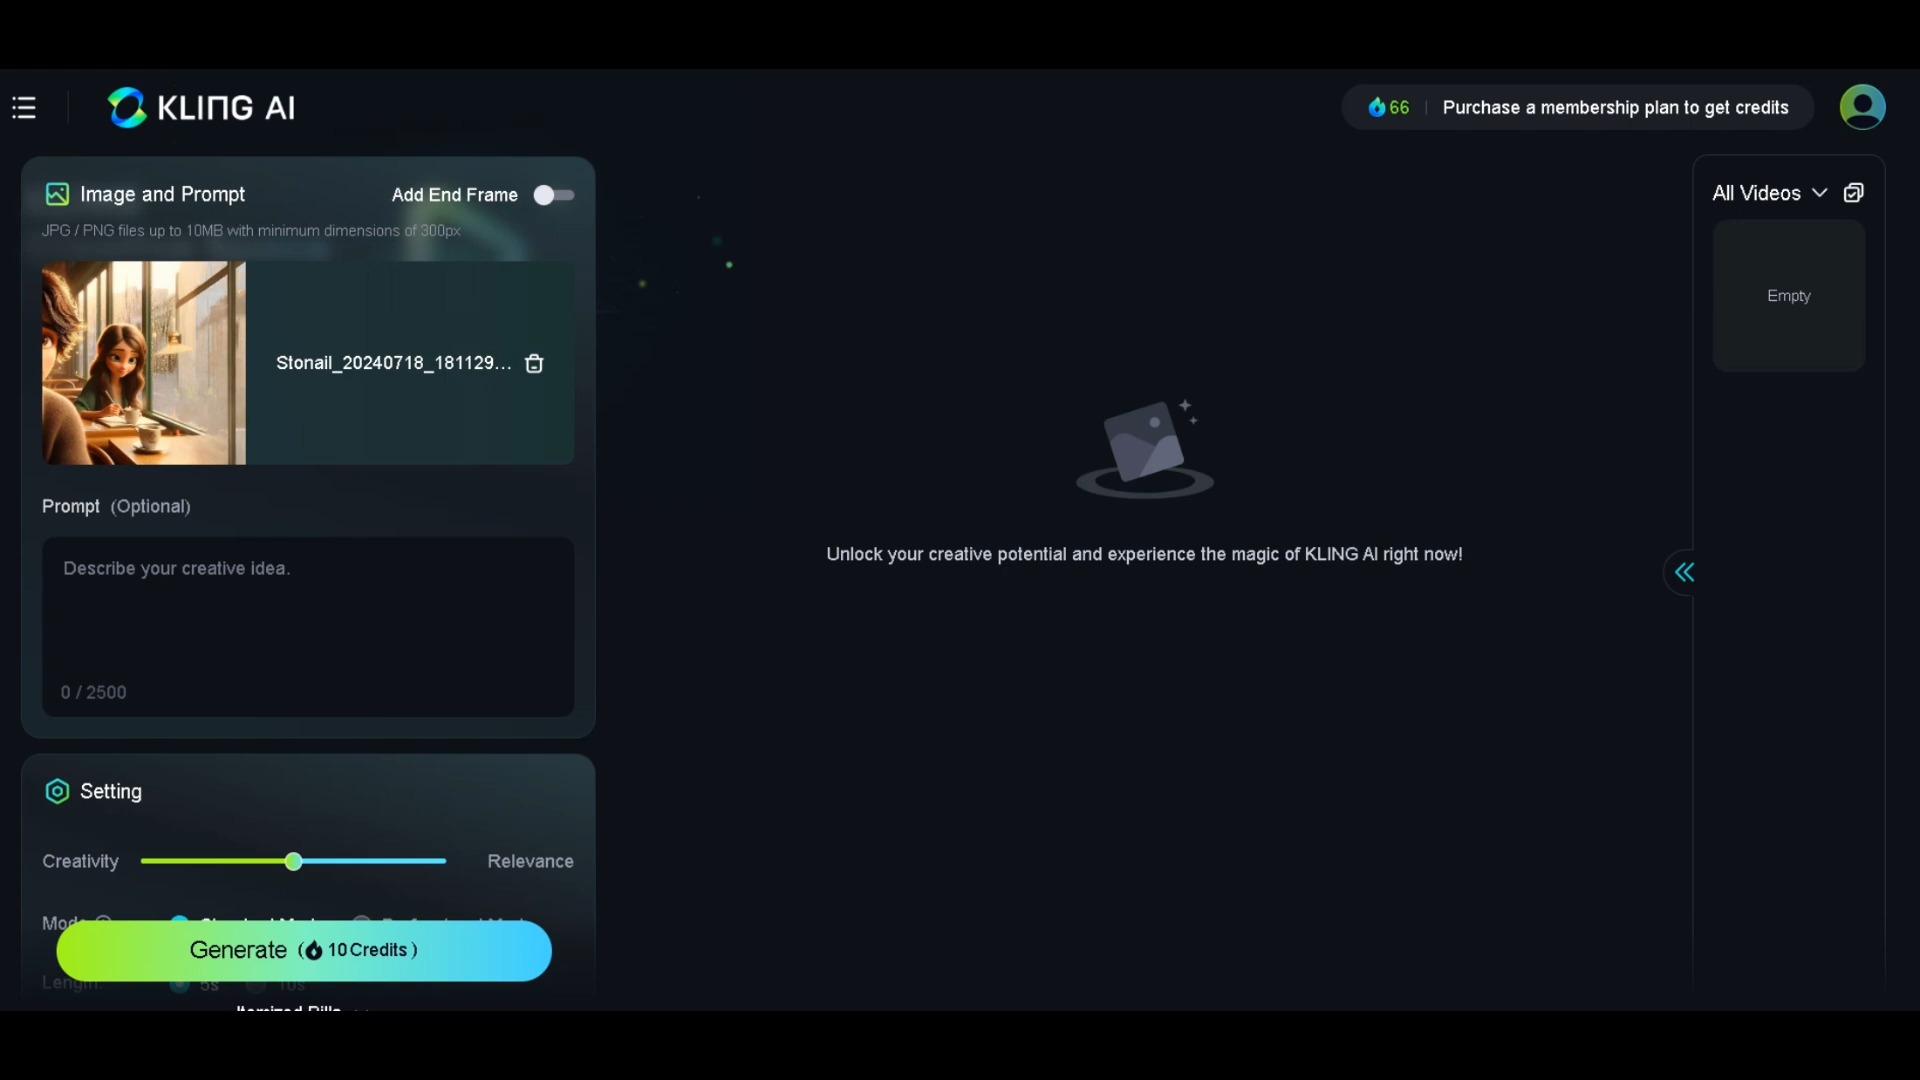 KLING AI
66 Purchase a membership plan to get credits
Image and Prompt
Add End Frame
JPG / PNG files up to 10MB with minimum dimensions of 300px
Stonail_20240718_181129...
Prompt (Optional)
Describe your creative idea.
0 / 2500
Setting
Creativity
Relevance
Generate ( 10 Credits )
Length:
5s
10s
Unlock your creative potential and experience the magic of KLING AI right now!
All Videos
Empty